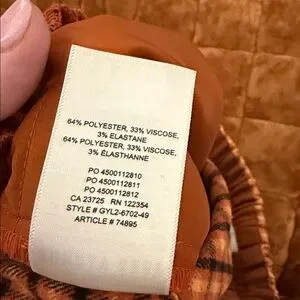 64% POLYESTER, 33% VISCOSE,
3% ELASTANE
64% POLYESTER, 33% VISCOSE,
3% ÉLASTHANNE
PO 4500112810
PO 4500112811
PO 4500112812
CA 23725 RN 122354
STYLE # GYL2-6702-49
ARTICLE # 74895